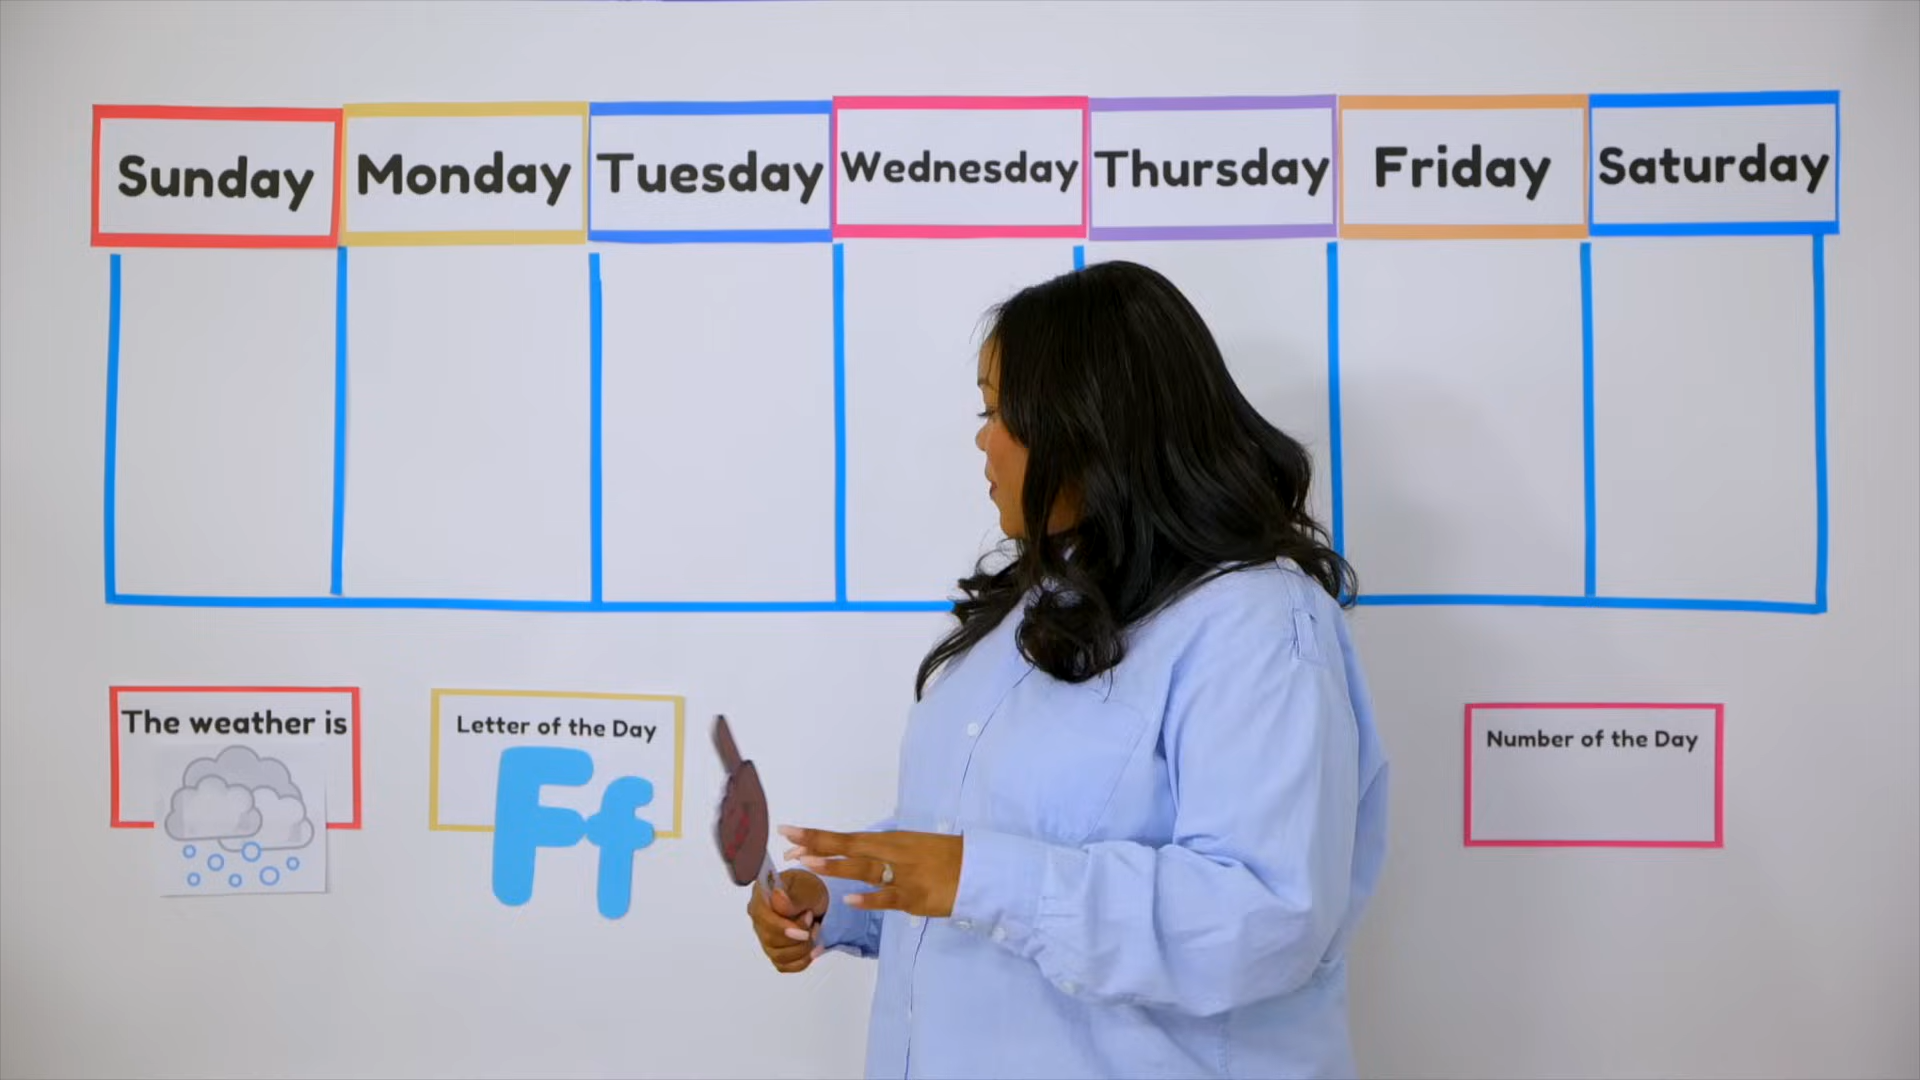 Sunday Monday Tuesday Wednesday Thursday Friday Saturday
The weather is
Letter of the Day
Ff
Number of the Day